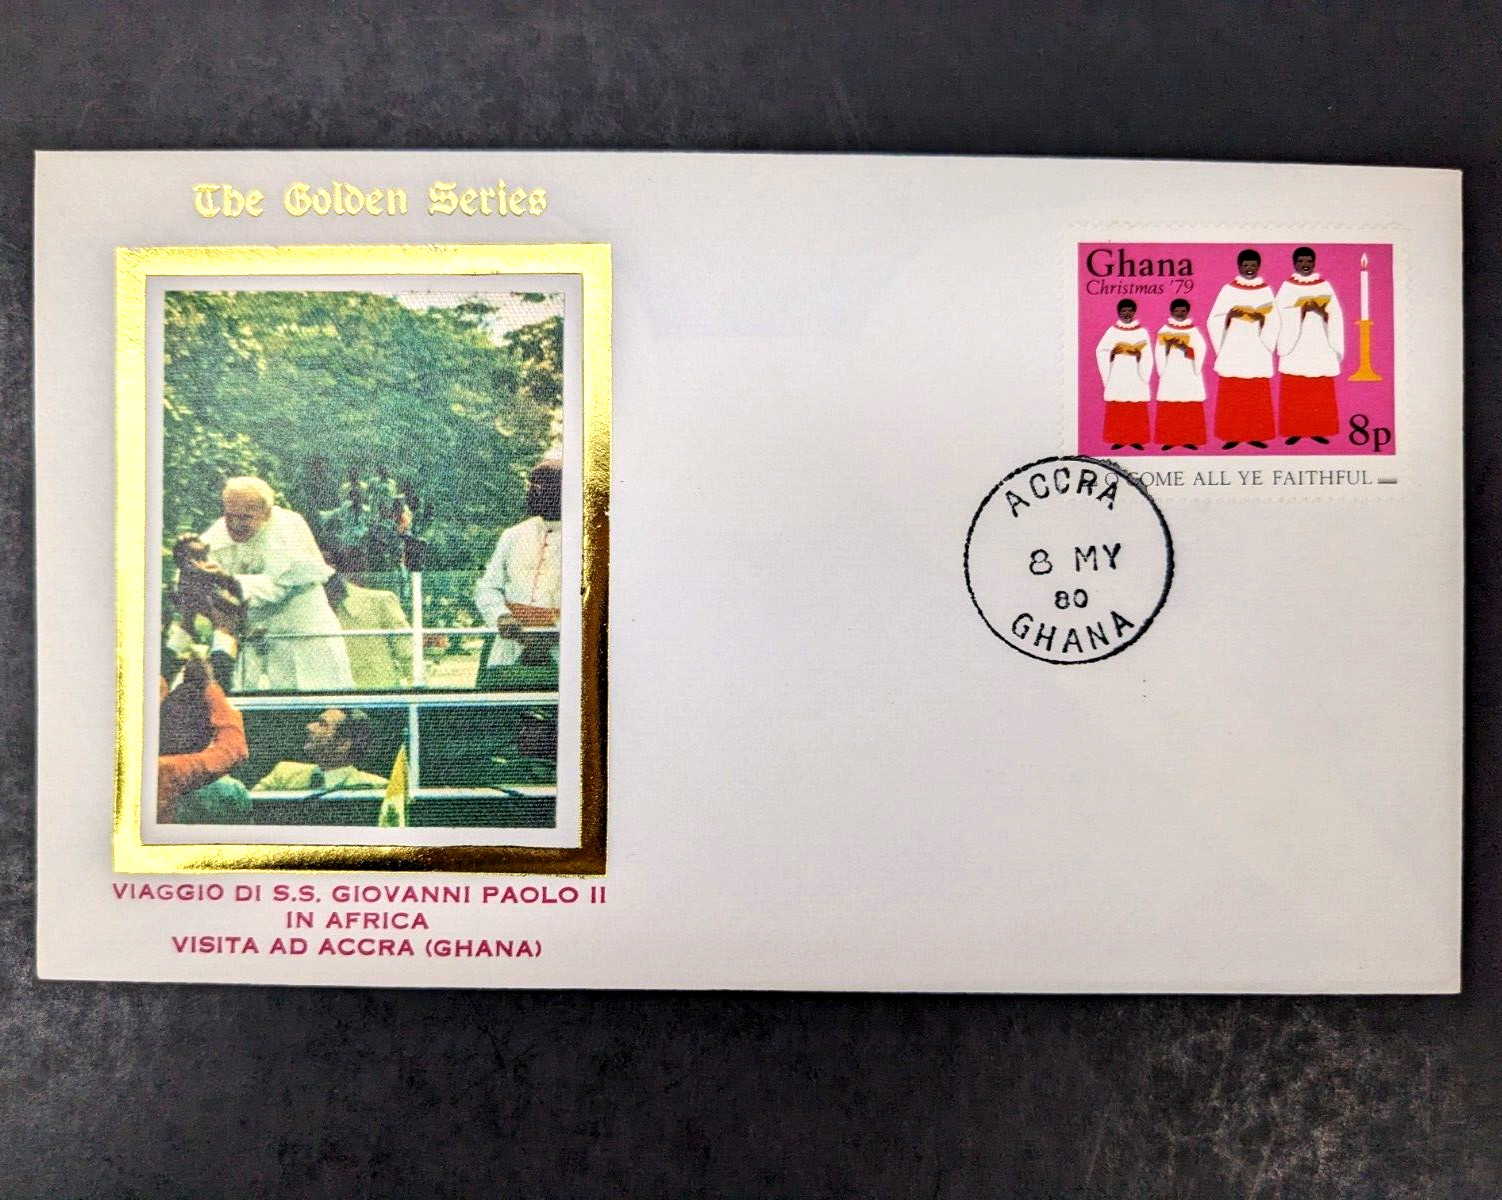 The Golden Series
VIAGGIO DI S.S. GIOVANNI PAOLO II
IN AFRICA
VISITA AD ACCRA (GHANA)
Ghana
Christmas '79
8p
O COME ALL YE FAITHFUL
ACCRA
8 MY
80
GHANA